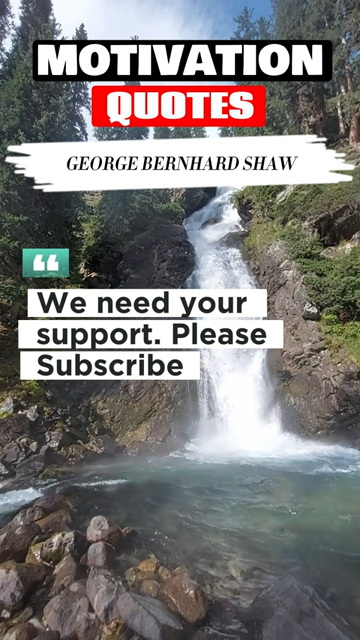 MOTIVATION
QUOTES
GEORGE BERNHARD SHAW
❝
We need your
support. Please
Subscribe